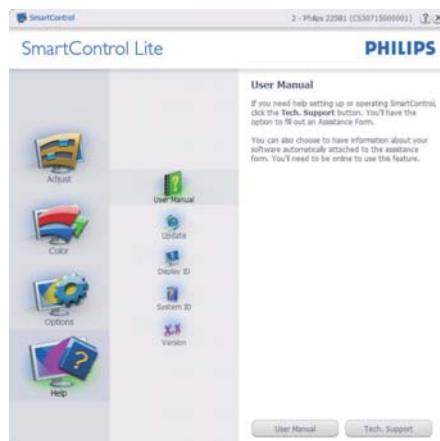 SmartControl
2 - Philips 225B1 (CS30715000001)
SmartControl Lite
PHILIPS
User Manual
If you need help setting up or operating SmartControl,
click the Tech. Support button. You'll have the
option to fill out an Assistance Form.
You can also choose to have information about your
software automatically attached to the assistance
form. You'll need to be online to use this feature.
Adjust
Color
Options
Help
User Manual
Update
Display ID
System ID
X.X
Version
User Manual
Tech. Support